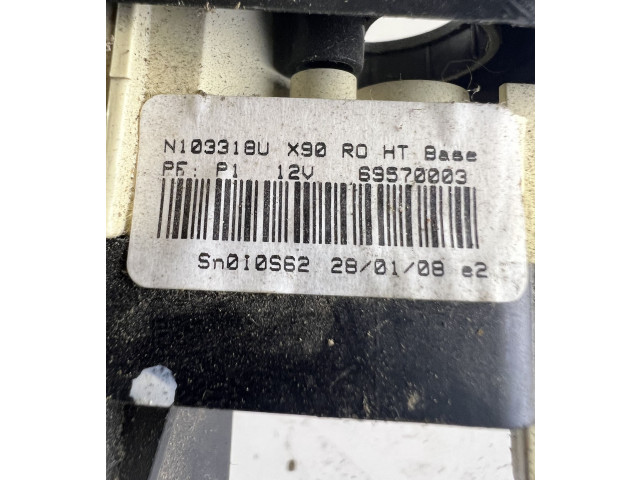 N103318U X90 RO HT Base
PF: P1 12V 69570003
Sn0I0S62 28/01/08 e2